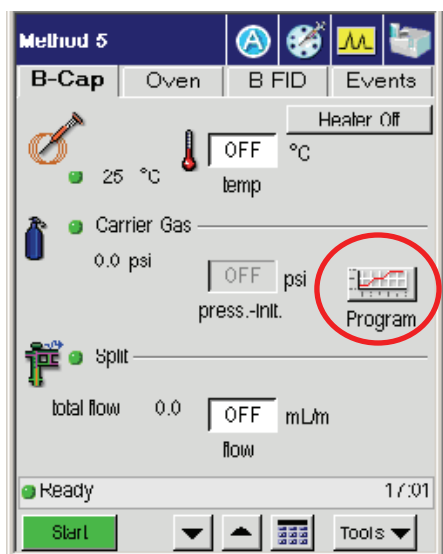 Method 5
B-Cap Oven B FID Events
Heater Off
OFF °C
25 °C
temp
Carrier Gas
0.0 psi
OFF psi
press.-Init.
Program
Split
total flow 0.0 OFF mL/m
flow
Ready 17:01
Start Tools